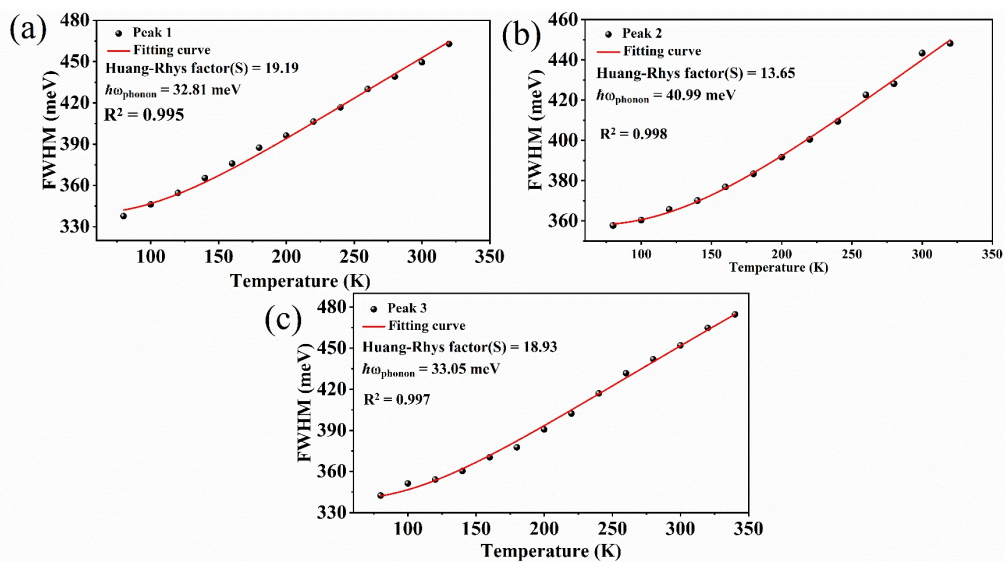 (a)
Peak 1
Fitting curve
Huang-Rhys factor(S) = 19.19
ℏωphonon = 32.81 meV
R² = 0.995
FWHM (meV)
480
450
420
390
360
330
100 150 200 250 300 350
Temperature (K)
(b)
Peak 2
Fitting curve
Huang-Rhys factor(S) = 13.65
ℏωphonon = 40.99 meV
R² = 0.998
FWHM (meV)
460
440
420
400
380
360
100 150 200 250 300 350
Temperature (K)
(c)
Peak 3
Fitting curve
Huang-Rhys factor(S) = 18.93
ℏωphonon = 33.05 meV
R² = 0.997
FWHM (meV)
480
450
420
390
360
330
100 150 200 250 300 350
Temperature (K)